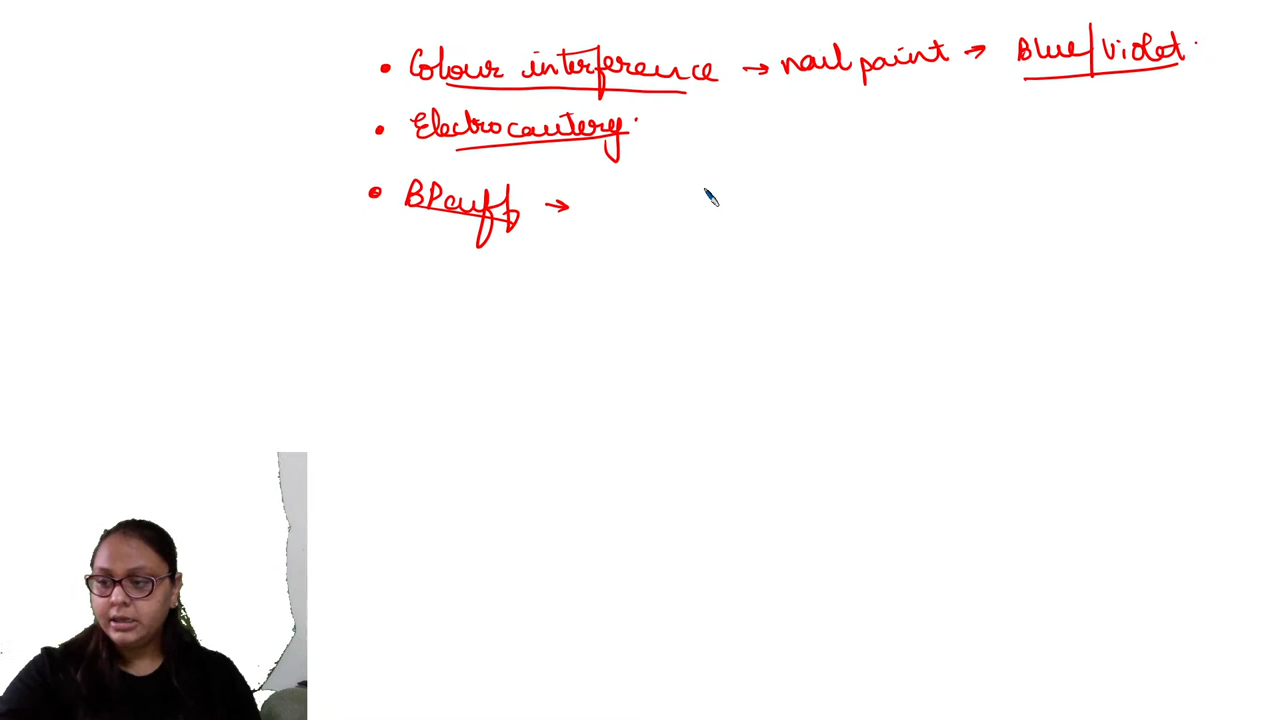 • Colour interference → nail paint → Blue/Violet.
• Electrocautery.
• BP cuff →